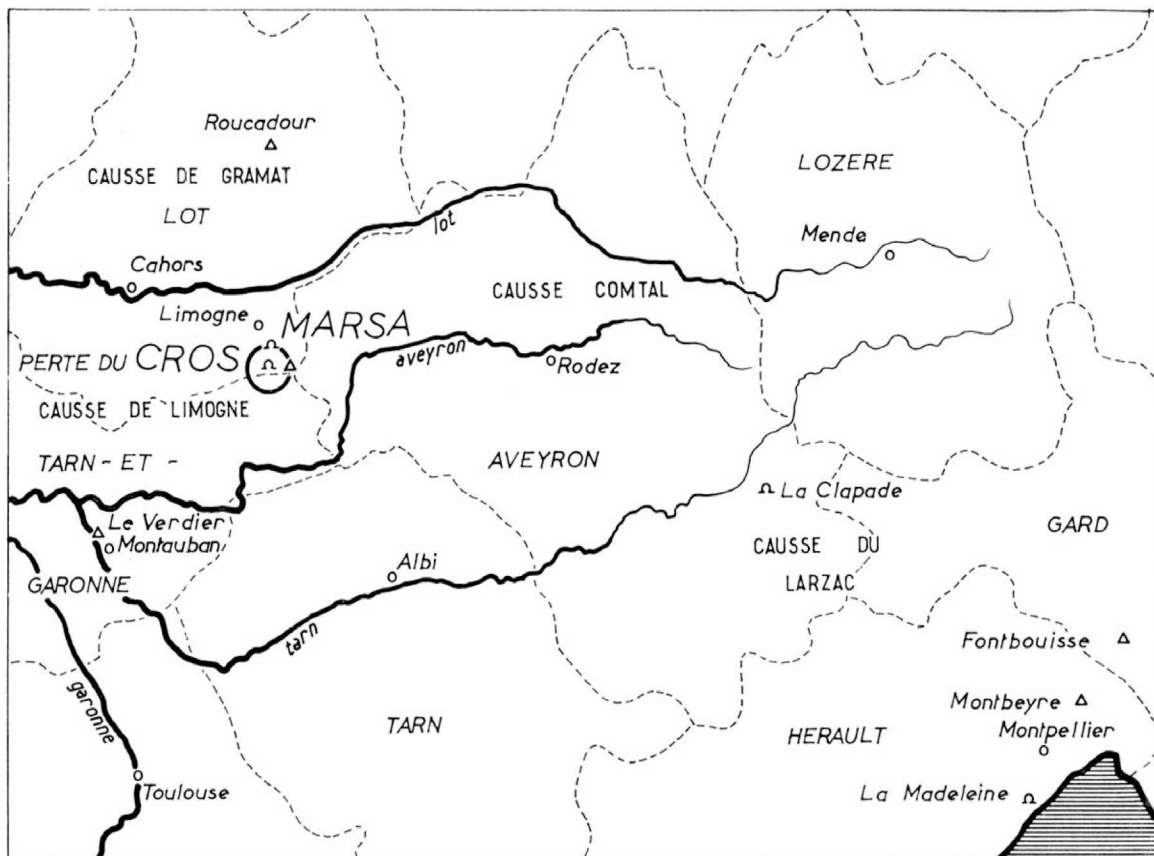 Roucadour
CAUSSE DE GRAMAT
LOZERE
LOT
lot
Mende
Cahors
CAUSSE COMTAL
Limogne
MARSA
PERTE DU CROS
aveyron
Rodez
CAUSSE DE LIMOGNE
TARN-ET-
AVEYRON
La Clapade
Le Verdier
Montauban
GARD
CAUSSE DU
LARZAC
Albi
GARONNE
tarn
Fontbouisse
garonne
Montbeyre
TARN
HERAULT
Montpellier
Toulouse
La Madeleine